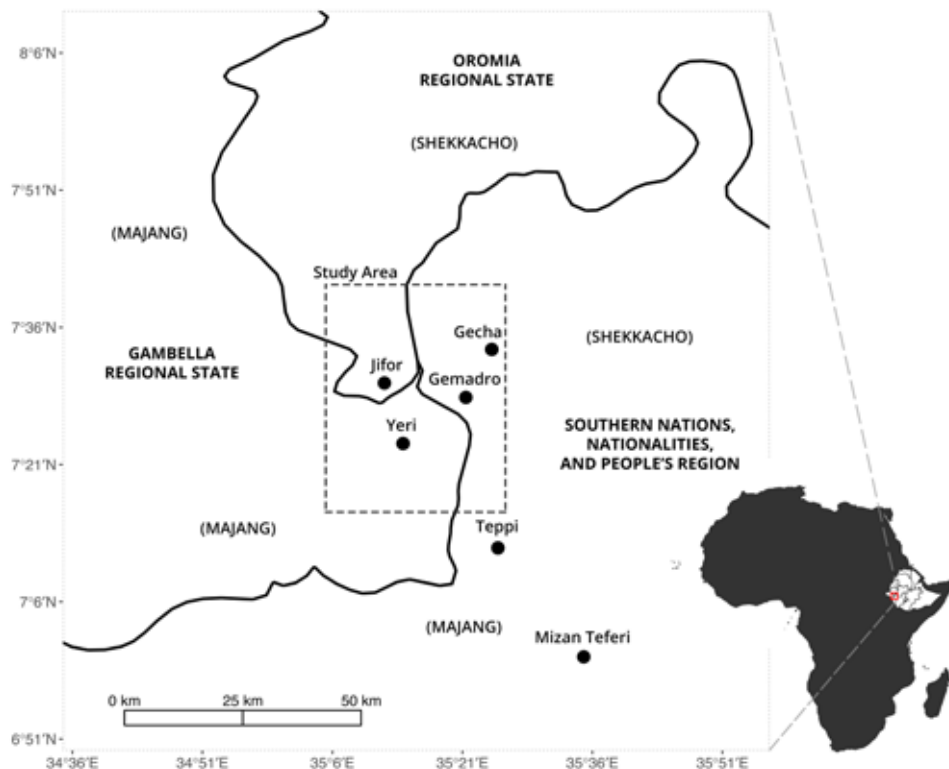 8°6′N
OROMIA
REGIONAL STATE
(SHEKKACHO)
7°51′N
(MAJANG)
Study Area
7°36′N
Gecha
(SHEKKACHO)
GAMBELLA
REGIONAL STATE
Jifor
Gemadro
Yeri
SOUTHERN NATIONS,
NATIONALITIES,
AND PEOPLE'S REGION
7°21′N
(MAJANG)
Teppi
7°6′N
(MAJANG)
Mizan Teferi
0 km 25 km 50 km
6°51′N
34°36′E 34°51′E 35°6′E 35°21′E 35°36′E 35°51′E